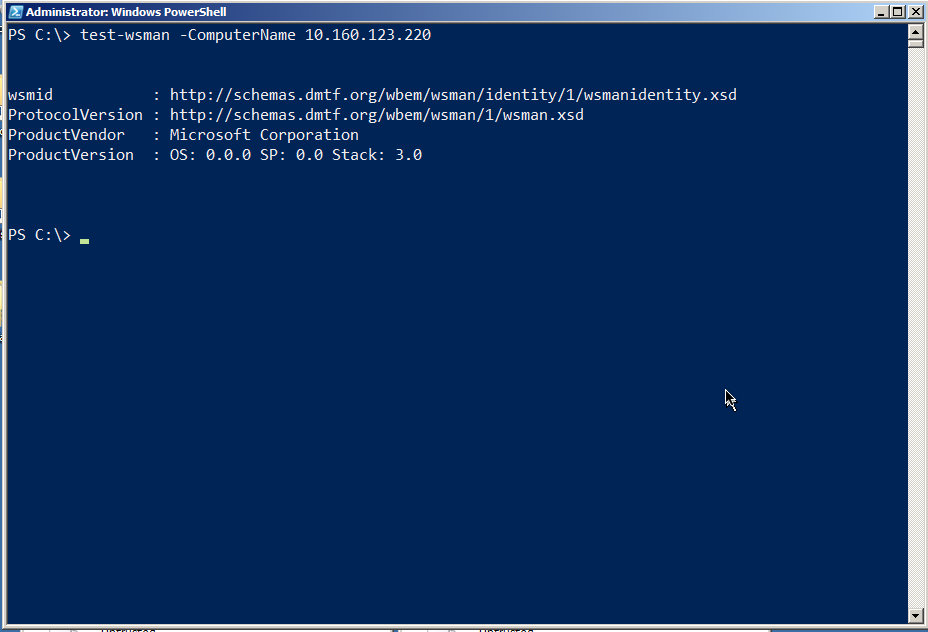 Administrator: Windows PowerShell
PS C:\> test-wsman -ComputerName 10.160.123.220
wsmid           : http://schemas.dmtf.org/wbem/wsman/identity/1/wsmanidentity.xsd
ProtocolVersion : http://schemas.dmtf.org/wbem/wsman/1/wsman.xsd
ProductVendor   : Microsoft Corporation
ProductVersion  : OS: 0.0.0 SP: 0.0 Stack: 3.0
PS C:\>